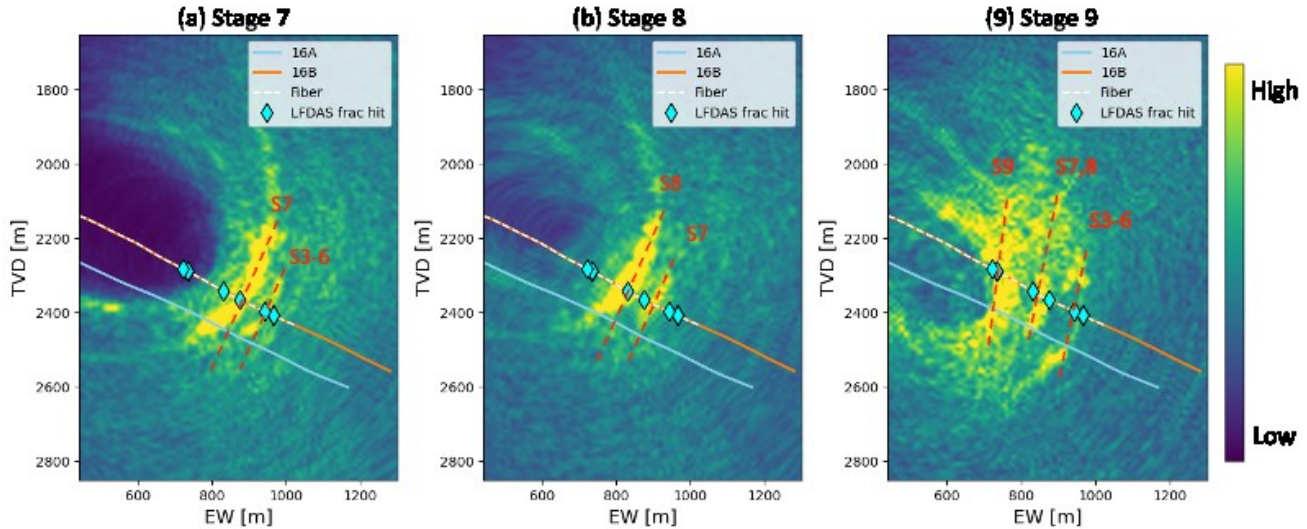 (a) Stage 7
(b) Stage 8
(9) Stage 9
16A
16B
Fiber
LFDAS frac hit
S7
S3-6
1800
2000
2200
2400
2600
2800
TVD [m]
600
800
1000
1200
EW [m]
16A
16B
Fiber
LFDAS frac hit
S8
S7
1800
2000
2200
2400
2600
2800
TVD [m]
600
800
1000
1200
EW [m]
16A
16B
Fiber
LFDAS frac hit
S9
S7,8
S3-6
1800
2000
2200
2400
2600
2800
TVD [m]
600
800
1000
1200
EW [m]
High
Low